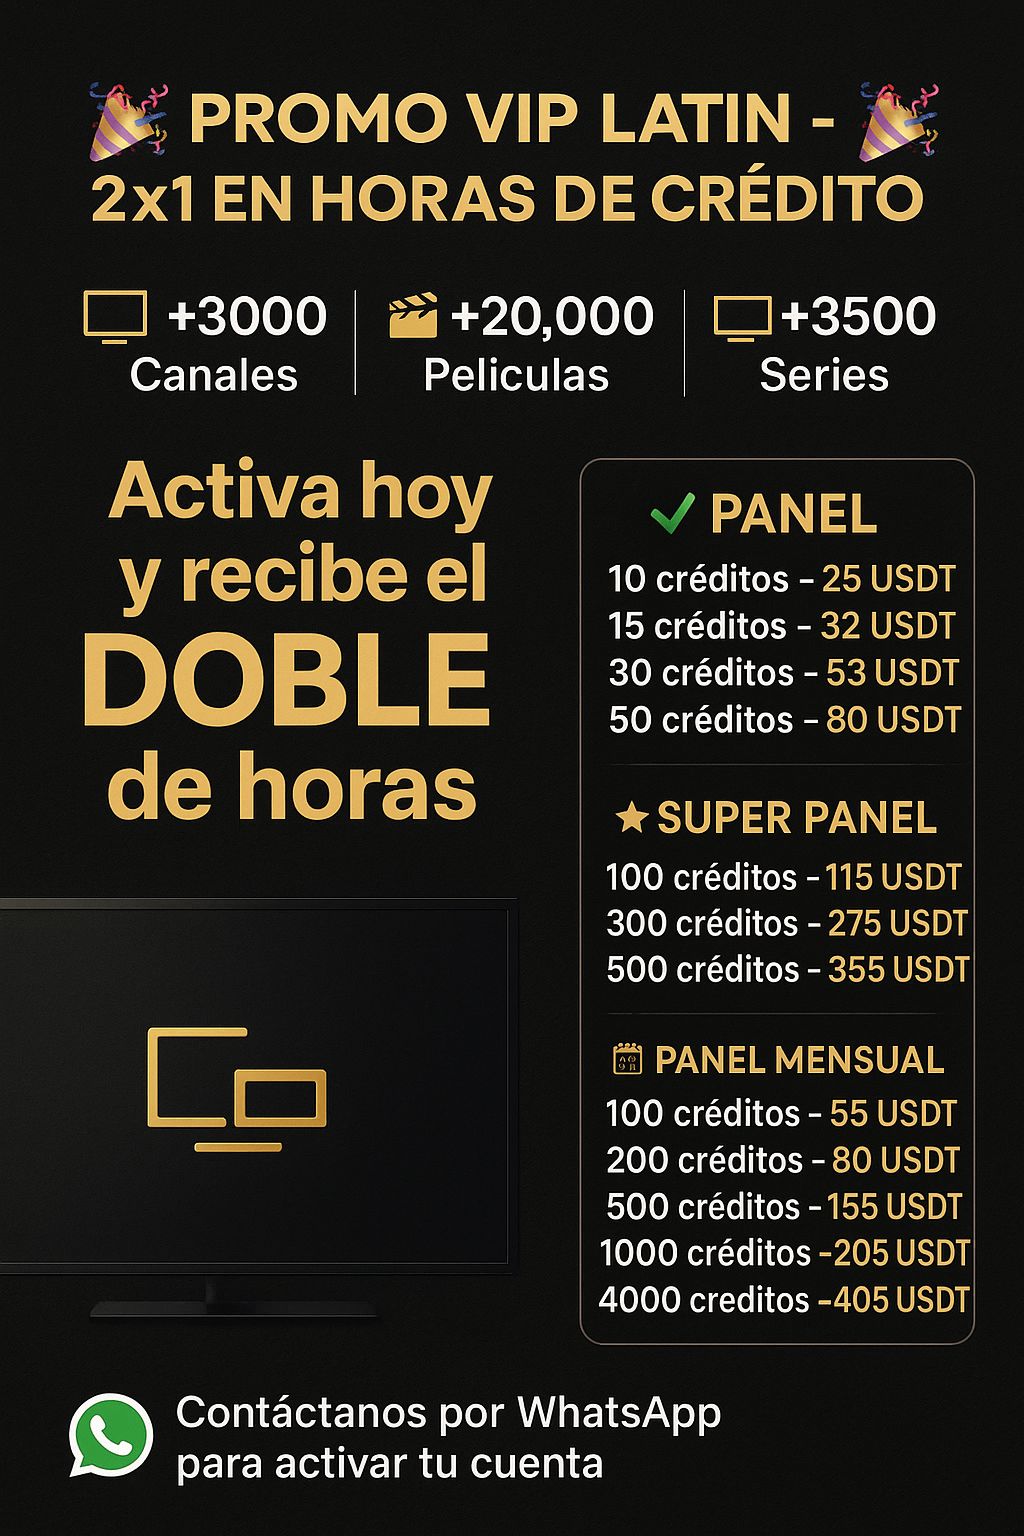 PROMO VIP LATIN -
2x1 EN HORAS DE CRÉDITO
+3000
Canales
+20,000
Peliculas
+3500
Series
Activa hoy
y recibe el
DOBLE
de horas
PANEL
10 créditos – 25 USDT
15 créditos – 32 USDT
30 créditos – 53 USDT
50 créditos – 80 USDT
SUPER PANEL
100 créditos – 115 USDT
300 créditos – 275 USDT
500 créditos – 355 USDT
PANEL MENSUAL
100 créditos – 55 USDT
200 créditos – 80 USDT
500 créditos – 155 USDT
1000 créditos –205 USDT
4000 creditos –405 USDT
Contáctanos por WhatsApp
para activar tu cuenta